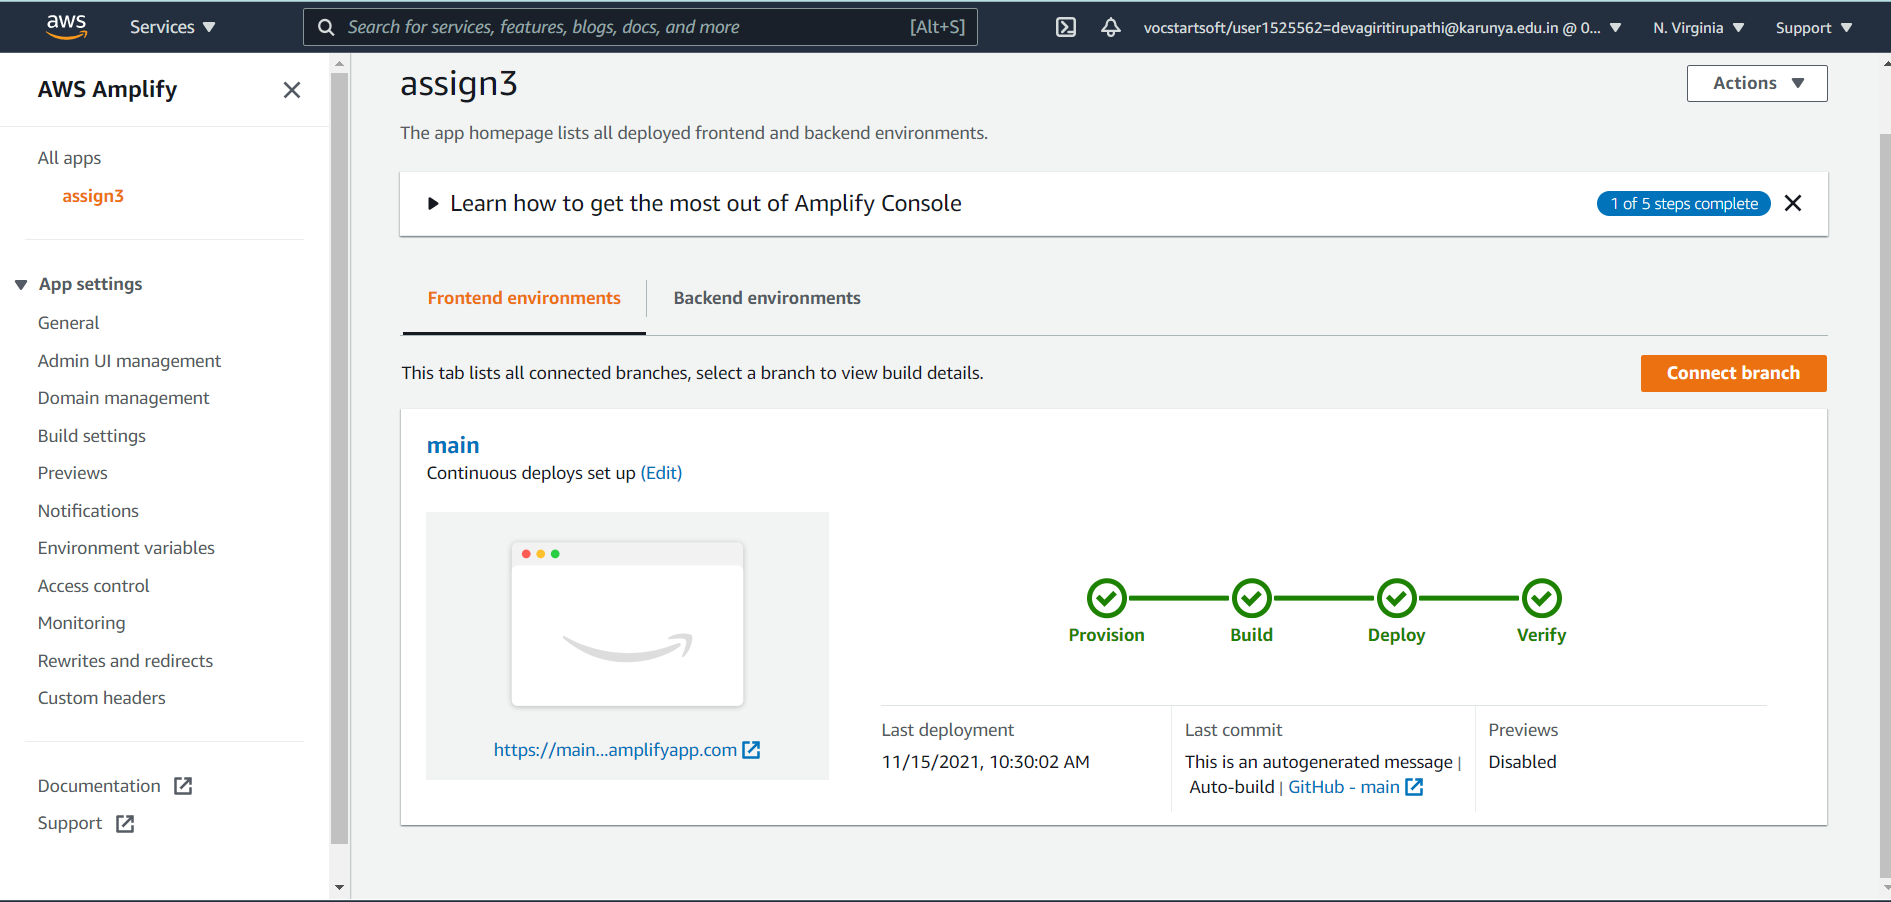 aws
Services
Search for services, features, blogs, docs, and more [Alt+S]
vocstartsoft/user1525562=devagiritirupathi@karunya.edu.in @ 0...
N. Virginia
Support
AWS Amplify
All apps
assign3
App settings
General
Admin UI management
Domain management
Build settings
Previews
Notifications
Environment variables
Access control
Monitoring
Rewrites and redirects
Custom headers
Documentation
Support
assign3
Actions
The app homepage lists all deployed frontend and backend environments.
Learn how to get the most out of Amplify Console
1 of 5 steps complete
Frontend environments
Backend environments
This tab lists all connected branches, select a branch to view build details.
Connect branch
main
Continuous deploys set up (Edit)
https://main...amplifyapp.com
Provision
Build
Deploy
Verify
Last deployment
11/15/2021, 10:30:02 AM
Last commit
This is an autogenerated message |
Auto-build | GitHub - main
Previews
Disabled